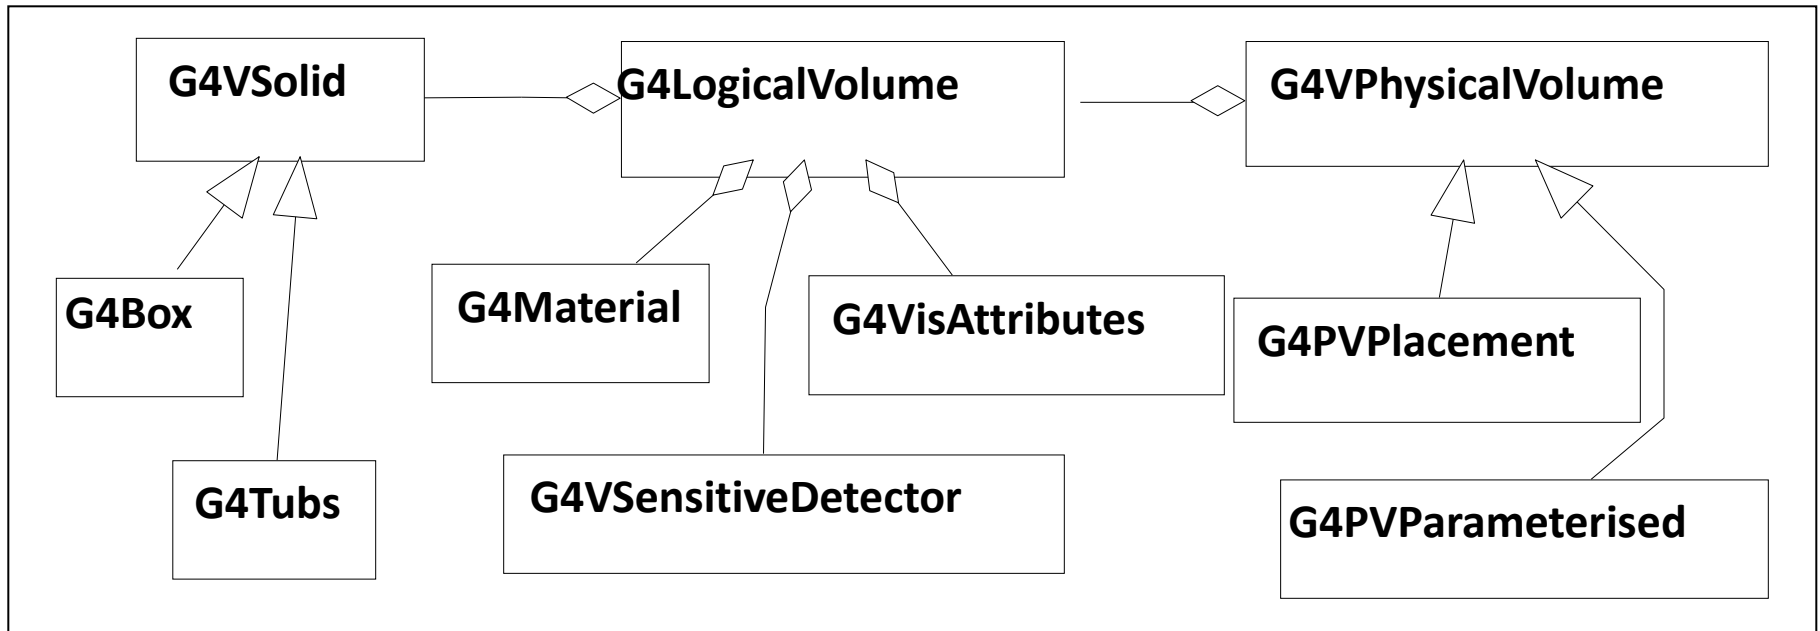 G4VSolid
G4LogicalVolume
G4VPhysicalVolume
G4Box
G4Material
G4VisAttributes
G4PVPlacement
G4Tubs
G4VSensitiveDetector
G4PVParameterised